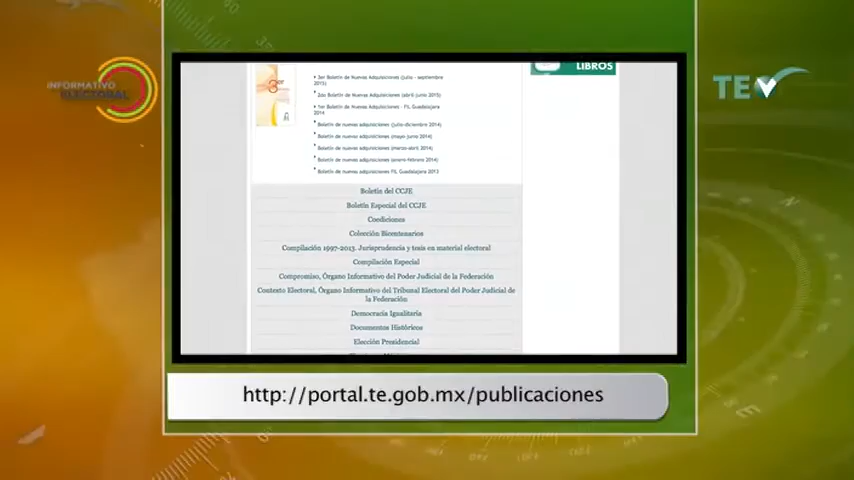 INFORMATIVO
ELECTORAL
TE
LIBROS
3er
3er Boletín de Nuevas Adquisiciones (julio - septiembre
2015)
2do Boletín de Nuevas Adquisiciones (abril-junio 2015)
1er Boletín de Nuevas Adquisiciones - FIL Guadalajara
2014
Boletín de nuevas adquisiciones (julio-diciembre 2014)
Boletín de nuevas adquisiciones (mayo-junio 2014)
Boletín de nuevas adquisiciones (marzo-abril 2014)
Boletín de nuevas adquisiciones (enero-febrero 2014)
Boletín de nuevas adquisiciones FIL Guadalajara 2013
Boletín del CCJE
Boletín Especial del CCJE
Coediciones
Colección Bicentenarios
Compilación 1997-2013. Jurisprudencia y tesis en material electoral
Compilación Especial
Compromiso, Órgano Informativo del Poder Judicial de la Federación
Contexto Electoral, Órgano Informativo del Tribunal Electoral del Poder Judicial de
la Federación
Democracia Igualitaria
Documentos Históricos
Elección Presidencial
http://portal.te.gob.mx/publicaciones